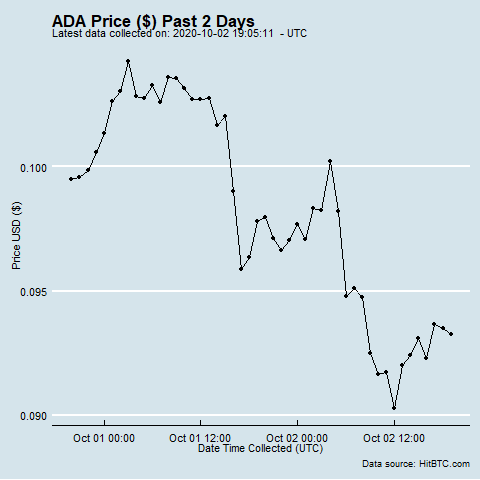 ADA Price ($) Past 2 Days
Latest data collected on: 2020-10-02 19:05:11 - UTC
Price USD ($)
0.100
0.095
0.090
Oct 01 00:00 Oct 01 12:00 Oct 02 00:00 Oct 02 12:00
Date Time Collected (UTC)
Data source: HitBTC.com